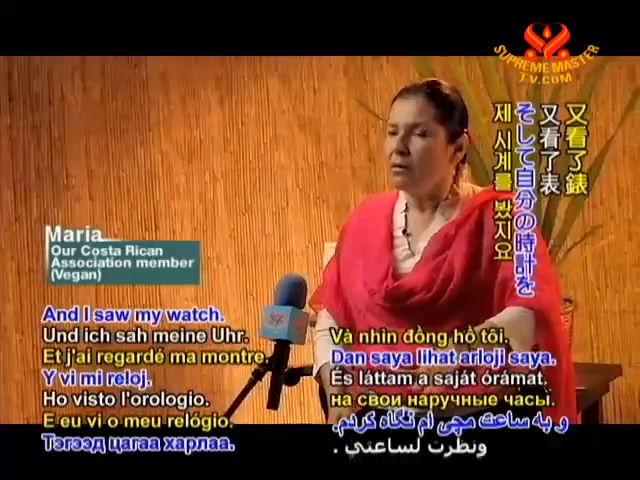 SUPREME MASTER
TV.COM
又看了錶
又看了表
そして自分の時計を
제 시계를 봤지요
Maria
Our Costa Rican
Association member
(Vegan)
And I saw my watch.
Und ich sah meine Uhr.
Et j'ai regardé ma montre.
Y vi mi reloj.
Ho visto l'orologio.
E eu vi o meu relógio.
Тэгээд цагаа харлаа.
Và nhìn đồng hồ tôi.
Dan saya lihat arloji saya.
És láttam a saját órámat.
на свои наручные часы.
و به ساعت مچی ام نگاه کردم.
ونظرت لساعتي .